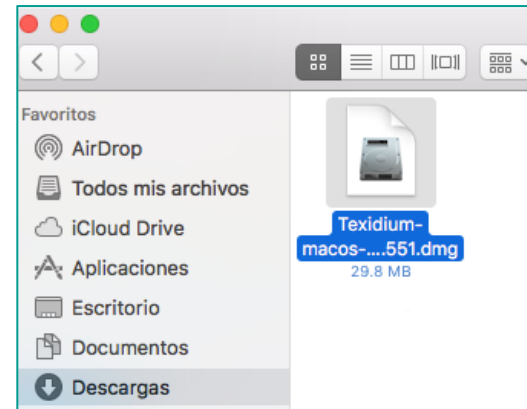 Favoritos
AirDrop
Todos mis archivos
iCloud Drive
Aplicaciones
Escritorio
Documentos
Descargas
Texidium-
macos-....551.dmg
29.8 MB